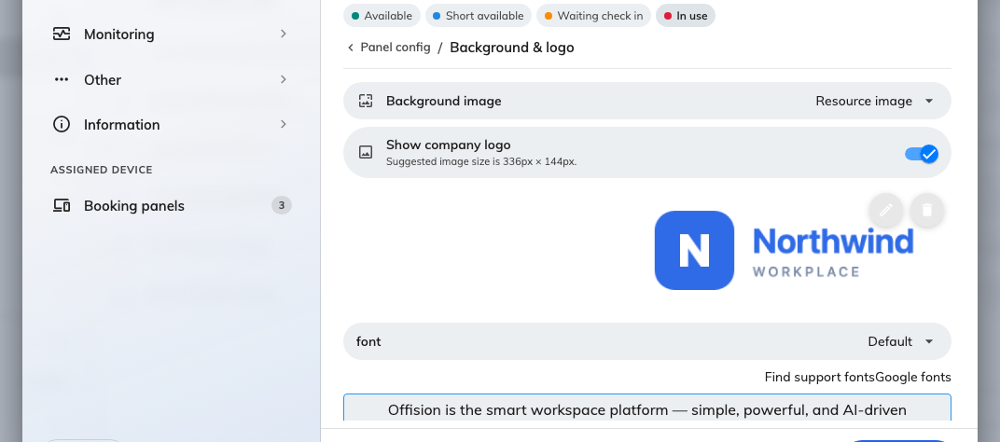 Available
Short available
Waiting check in
In use
Monitoring
Panel config / Background & logo
Other
Background image
Resource image
Information
Show company logo
Suggested image size is 336px × 144px.
ASSIGNED DEVICE
Booking panels
3
N
Northwind
WORKPLACE
font
Default
Find support fontsGoogle fonts
Offision is the smart workspace platform — simple, powerful, and AI-driven